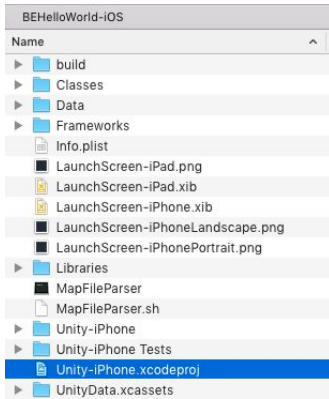 BEHelloWorld-iOS
Name
build
Classes
Data
Frameworks
Info.plist
LaunchScreen-iPad.png
LaunchScreen-iPad.xib
LaunchScreen-iPhone.xib
LaunchScreen-iPhoneLandscape.png
LaunchScreen-iPhonePortrait.png
Libraries
MapFileParser
MapFileParser.sh
Unity-iPhone
Unity-iPhone Tests
Unity-iPhone.xcodeproj
UnityData.xcassets